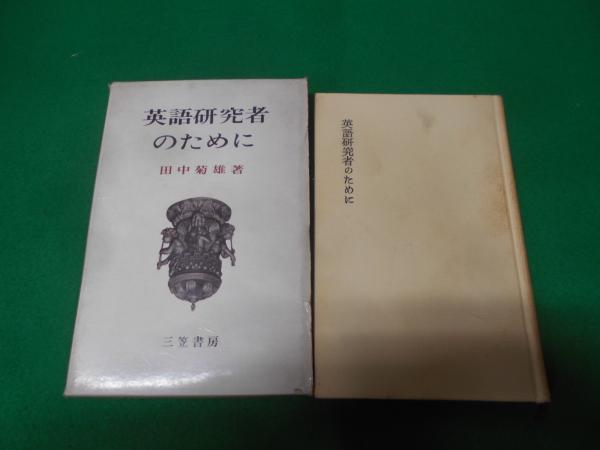 英語研究者
のために
田中菊雄著
三笠書房
英語研究者のために